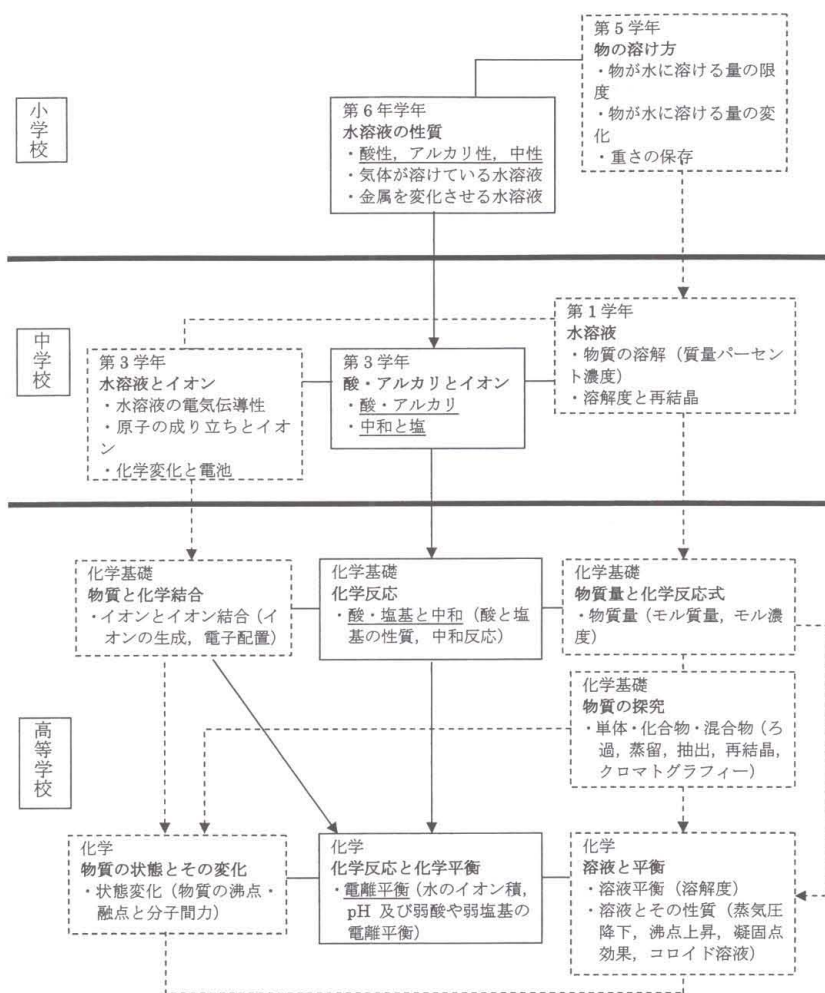 第５学年
物の溶け方
・物が水に溶ける量の限
度
・物が水に溶ける量の変
化
・重さの保存
小学校
第６年学年
水溶液の性質
・酸性，アルカリ性，中性
・気体が溶けている水溶液
・金属を変化させる水溶液
中学校
第３学年
水溶液とイオン
・水溶液の電気伝導性
・原子の成り立ちとイオ
ン
・化学変化と電池
第３学年
酸・アルカリとイオン
・酸・アルカリ
・中和と塩
第１学年
水溶液
・物質の溶解（質量パーセ
ント濃度）
・溶解度と再結晶
高等学校
化学基礎
物質と化学結合
・イオンとイオン結合（イ
オンの生成，電子配置）
化学基礎
化学反応
・酸・塩基と中和（酸と塩
基の性質，中和反応）
化学基礎
物質量と化学反応式
・物質量（モル質量，モル濃
度）
化学基礎
物質の探究
・単体・化合物・混合物（ろ
過，蒸留，抽出，再結晶，
クロマトグラフィー）
化学
物質の状態とその変化
・状態変化（物質の沸点・
融点と分子間力）
化学
化学反応と化学平衡
・電離平衡（水のイオン積，
pH 及び弱酸や弱塩基の
電離平衡）
化学
溶液と平衡
・溶液平衡（溶解度）
・溶液とその性質（蒸気圧
降下，沸点上昇，凝固点
効果，コロイド溶液）